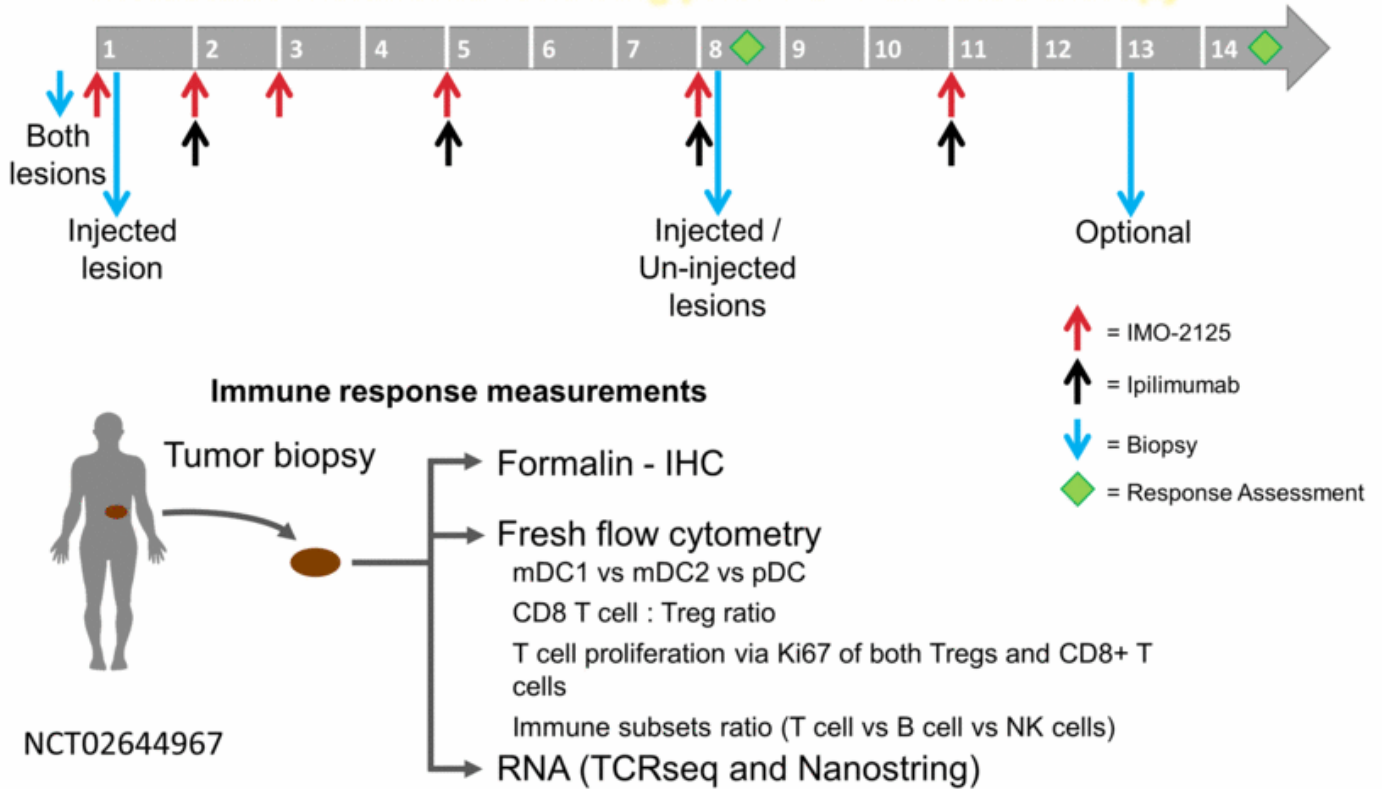 1 2 3 4 5 6 7 8 9 10 11 12 13 14
Both
lesions
Injected
lesion
Injected /
Un-injected
lesions
Optional
= IMO-2125
= Ipilimumab
= Biopsy
= Response Assessment
Immune response measurements
Tumor biopsy
Formalin - IHC
Fresh flow cytometry
mDC1 vs mDC2 vs pDC
CD8 T cell : Treg ratio
T cell proliferation via Ki67 of both Tregs and CD8+ T
cells
Immune subsets ratio (T cell vs B cell vs NK cells)
RNA (TCRseq and Nanostring)
NCT02644967